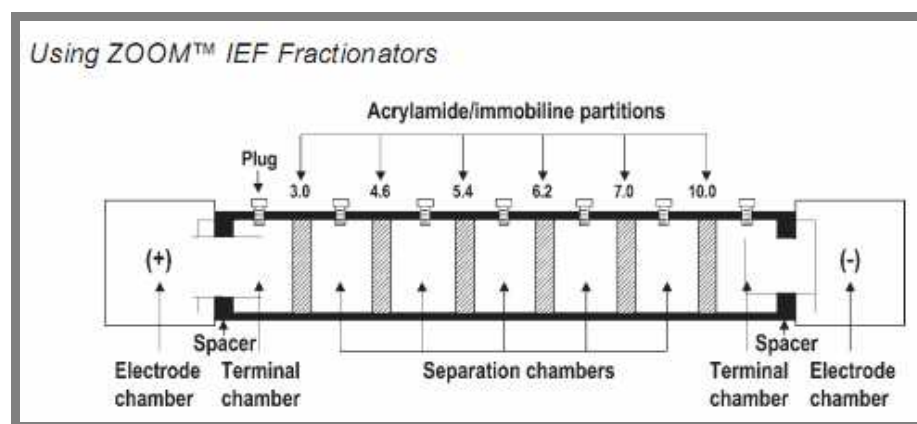 Using ZOOM™ IEF Fractionators
Acrylamide/immobiline partitions
Plug
3.0 4.6 5.4 6.2 7.0 10.0
(+) (-)
Spacer Spacer
Electrode chamber
Terminal chamber
Separation chambers
Terminal chamber
Electrode chamber